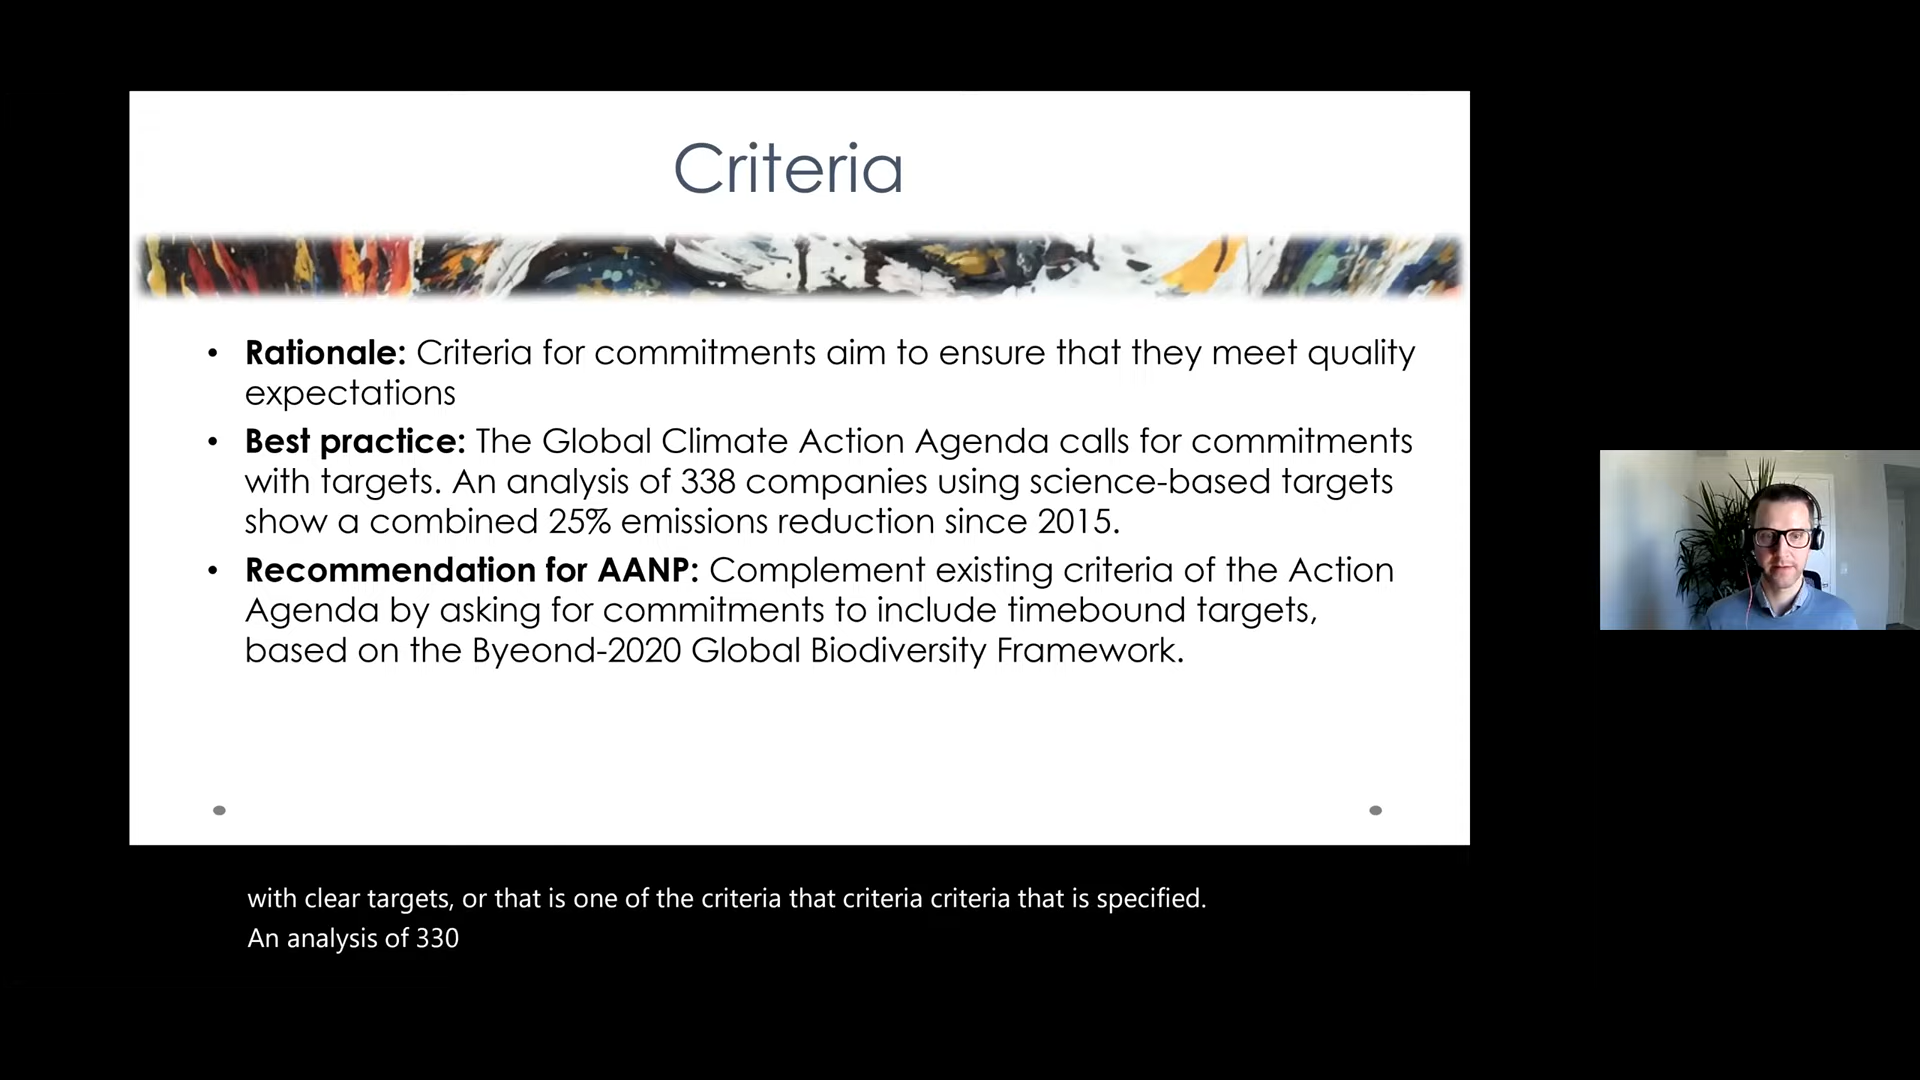 Criteria
• Rationale: Criteria for commitments aim to ensure that they meet quality
expectations
• Best practice: The Global Climate Action Agenda calls for commitments
with targets. An analysis of 338 companies using science-based targets
show a combined 25% emissions reduction since 2015.
• Recommendation for AANP: Complement existing criteria of the Action
Agenda by asking for commitments to include timebound targets,
based on the Byeond-2020 Global Biodiversity Framework.
with clear targets, or that is one of the criteria that criteria criteria that is specified.
An analysis of 330